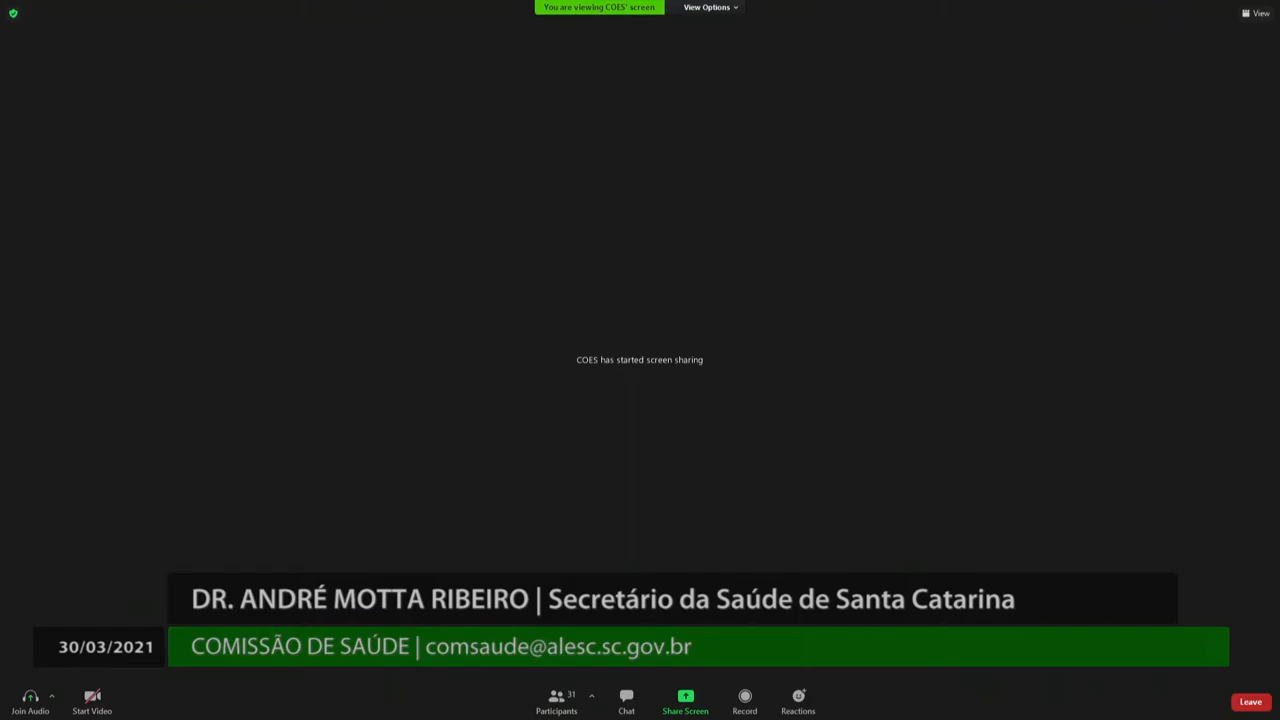 You are viewing COES' screen
View Options
View
COES has started screen sharing
DR. ANDRÉ MOTTA RIBEIRO | Secretário da Saúde de Santa Catarina
30/03/2021
COMISSÃO DE SAÚDE | comsaude@alesc.sc.gov.br
Join Audio
Start Video
31
Participants
Chat
Share Screen
Record
Reactions
Leave